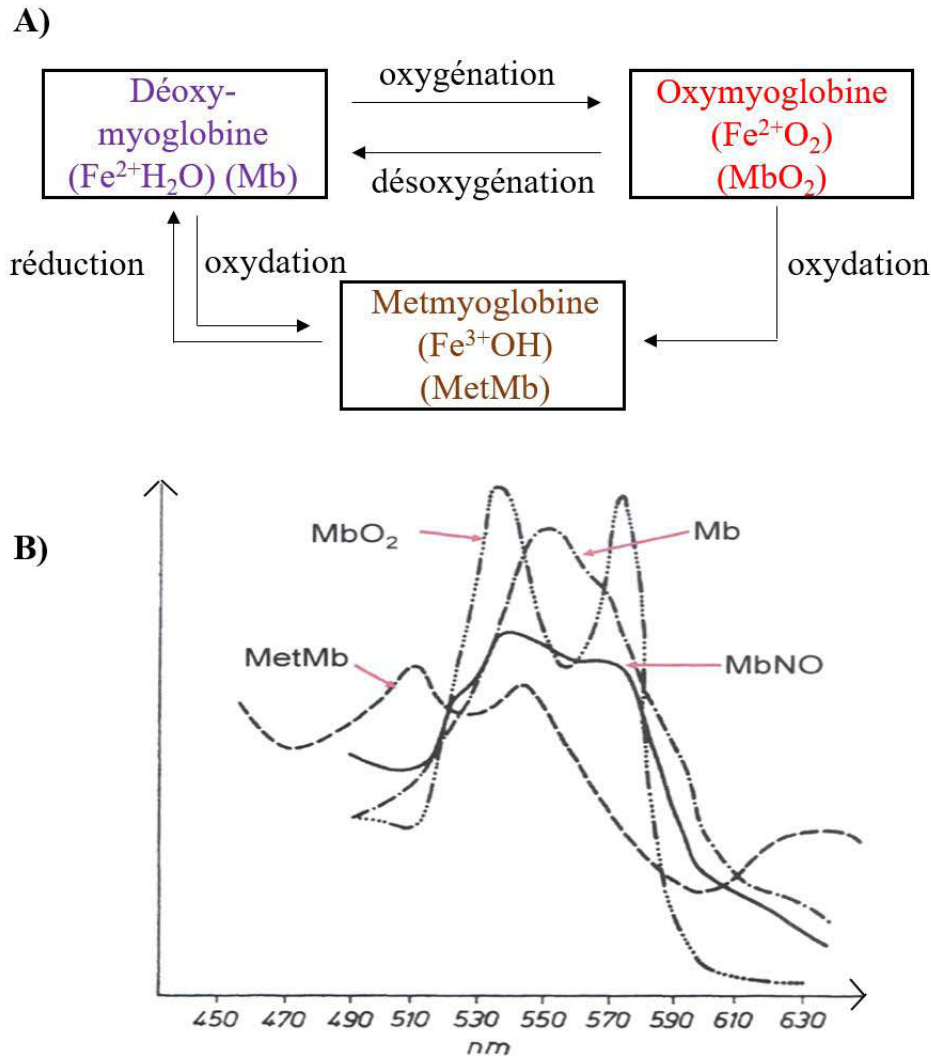 A)
oxygénation
Déoxy-
myoglobine
(Fe²⁺H₂O) (Mb)
Oxymyoglobine
(Fe²⁺O₂)
(MbO₂)
désoxygénation
réduction
oxydation
oxydation
Metmyoglobine
(Fe³⁺OH)
(MetMb)
B)
MbO₂
Mb
MetMb
MbNO
450 470 490 510 530 550 570 590 610 630
nm